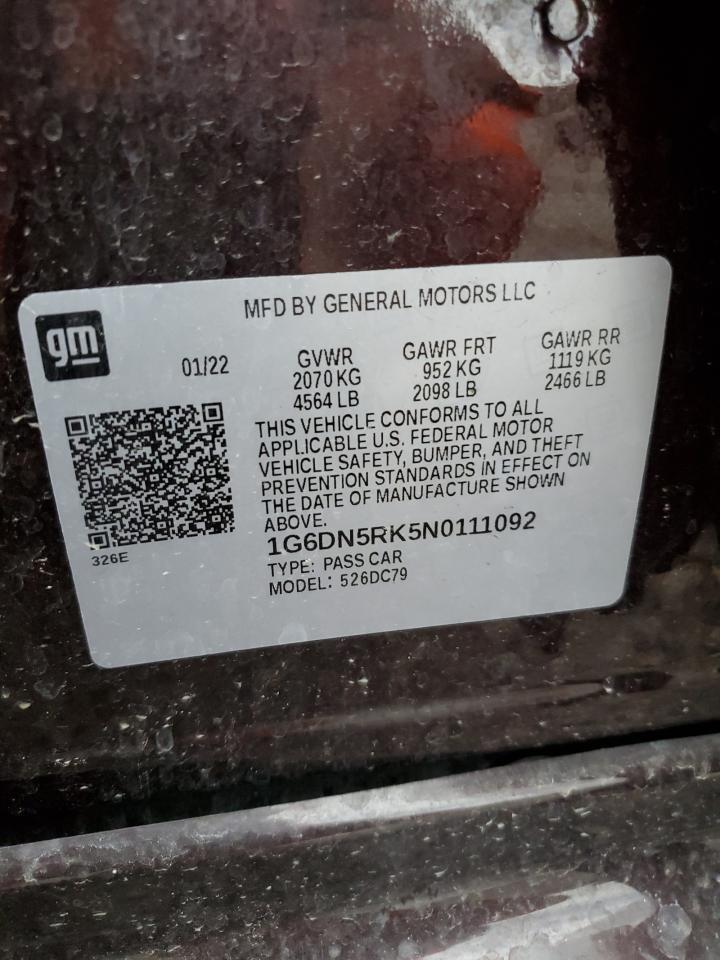 MFD BY GENERAL MOTORS LLC
gm
01/22
GVWR
2070 KG
4564 LB
GAWR FRT
952 KG
2098 LB
GAWR RR
1119 KG
2466 LB
THIS VEHICLE CONFORMS TO ALL
APPLICABLE U.S. FEDERAL MOTOR
VEHICLE SAFETY, BUMPER, AND THEFT
PREVENTION STANDARDS IN EFFECT ON
THE DATE OF MANUFACTURE SHOWN
ABOVE.
326E
1G6DN5RK5N0111092
TYPE: PASS CAR
MODEL: 526DC79